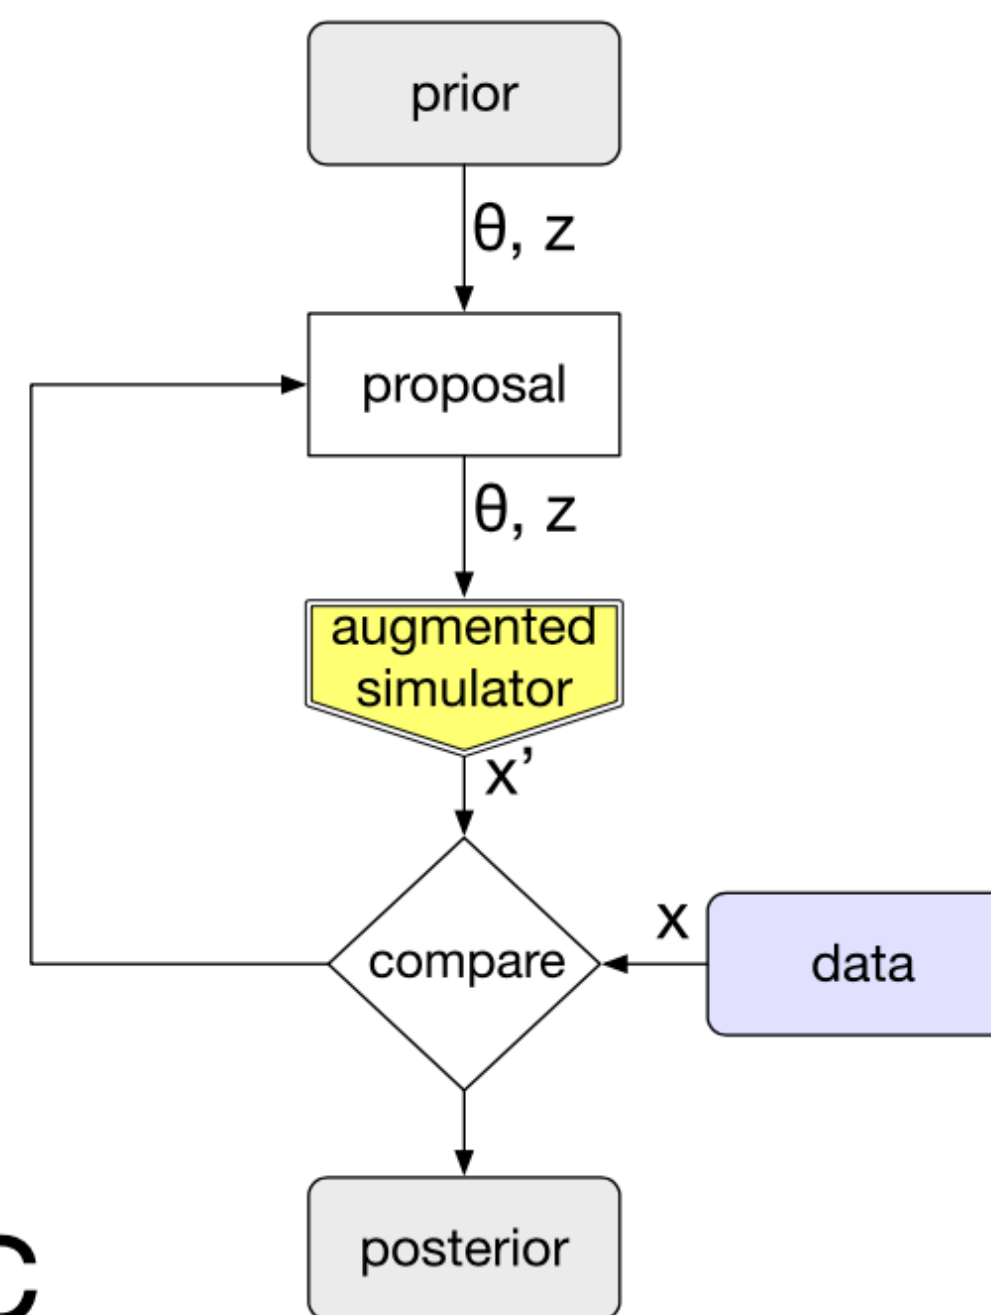 prior
θ, z
proposal
θ, z
augmented
simulator
x’
compare
x
data
posterior
C